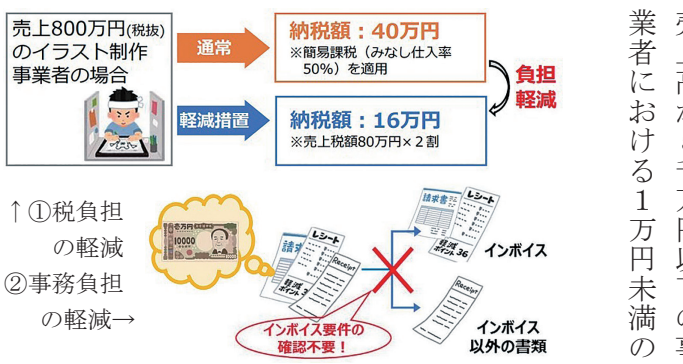 売上800万円(税抜)
のイラスト制作
事業者の場合
通常
納税額：40万円
※簡易課税（みなし仕入率
50%）を適用
負担
軽減
軽減措置
納税額：16万円
※売上税額80万円×２割
↑①税負担
の軽減
②事務負担
の軽減→
壱万円
10000
レシート
請求書
Receipt
インボイス
インボイス
以外の書類
インボイス要件の
確認不要！
業者における１万円未満の